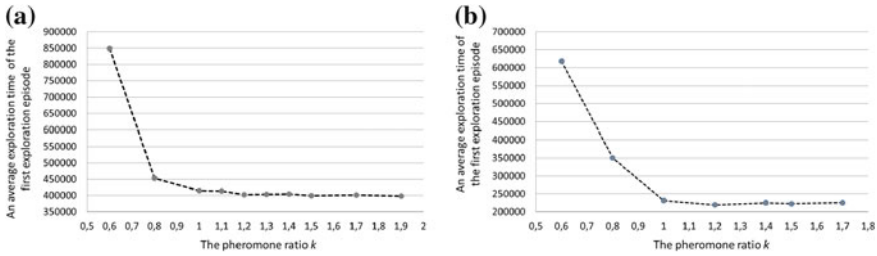 (a)
An average exploration time of the
first exploration episode
900000
850000
800000
750000
700000
650000
600000
550000
500000
450000
400000
350000
0,5 0,6 0,7 0,8 0,9 1 1,1 1,2 1,3 1,4 1,5 1,6 1,7 1,8 1,9 2
The pheromone ratio k
(b)
An average exploration time of
the first exploration episode
700000
650000
600000
550000
500000
450000
400000
350000
300000
250000
200000
0,5 0,6 0,7 0,8 0,9 1 1,1 1,2 1,3 1,4 1,5 1,6 1,7 1,8
The pheromone ratio k